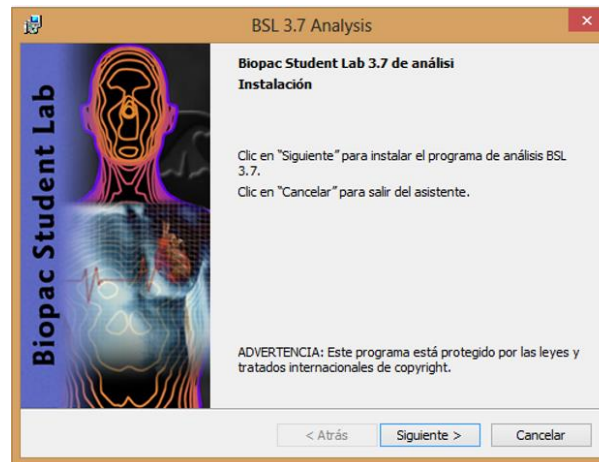 BSL 3.7 Analysis
Biopac Student Lab
Biopac Student Lab 3.7 de anállsi
Instalación
Clic en "Siguiente" para instalar el programa de análisis BSL
3.7.
Clic en "Cancelar" para salir del asistente.
ADVERTENCIA: Este programa está protegido por las leyes y
tratados internacionales de copyright.
< Atrás
Siguiente >
Cancelar